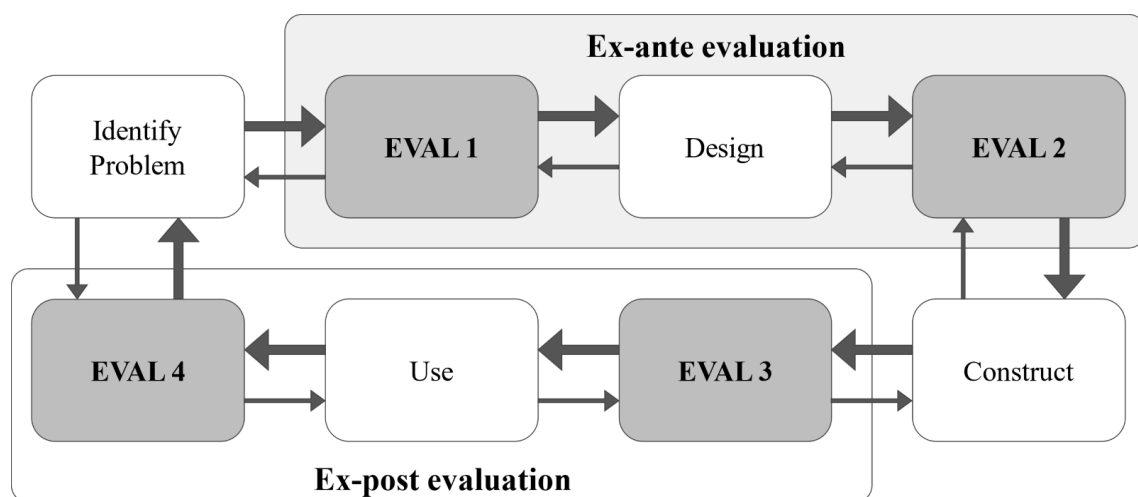 Ex-ante evaluation
Identify
Problem
EVAL 1
Design
EVAL 2
EVAL 4
Use
EVAL 3
Construct
Ex-post evaluation